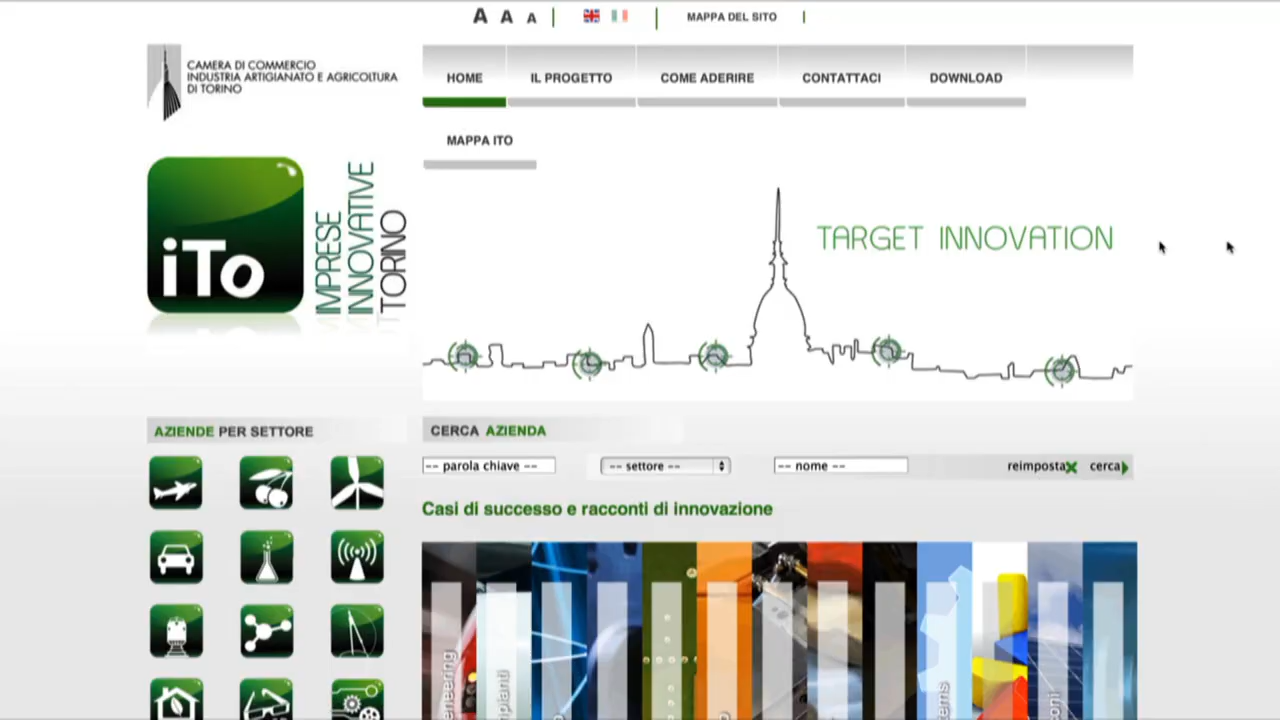 A A A
MAPPA DEL SITO
CAMERA DI COMMERCIO
INDUSTRIA ARTIGIANATO E AGRICOLTURA
DI TORINO
HOME
IL PROGETTO
COME ADERIRE
CONTATTACI
DOWNLOAD
MAPPA ITO
iTo
IMPRESE
INNOVATIVE
TORINO
TARGET INNOVATION
AZIENDE PER SETTORE
CERCA AZIENDA
-- parola chiave --
-- settore --
-- nome --
reimposta
cerca
Casi di successo e racconti di innovazione